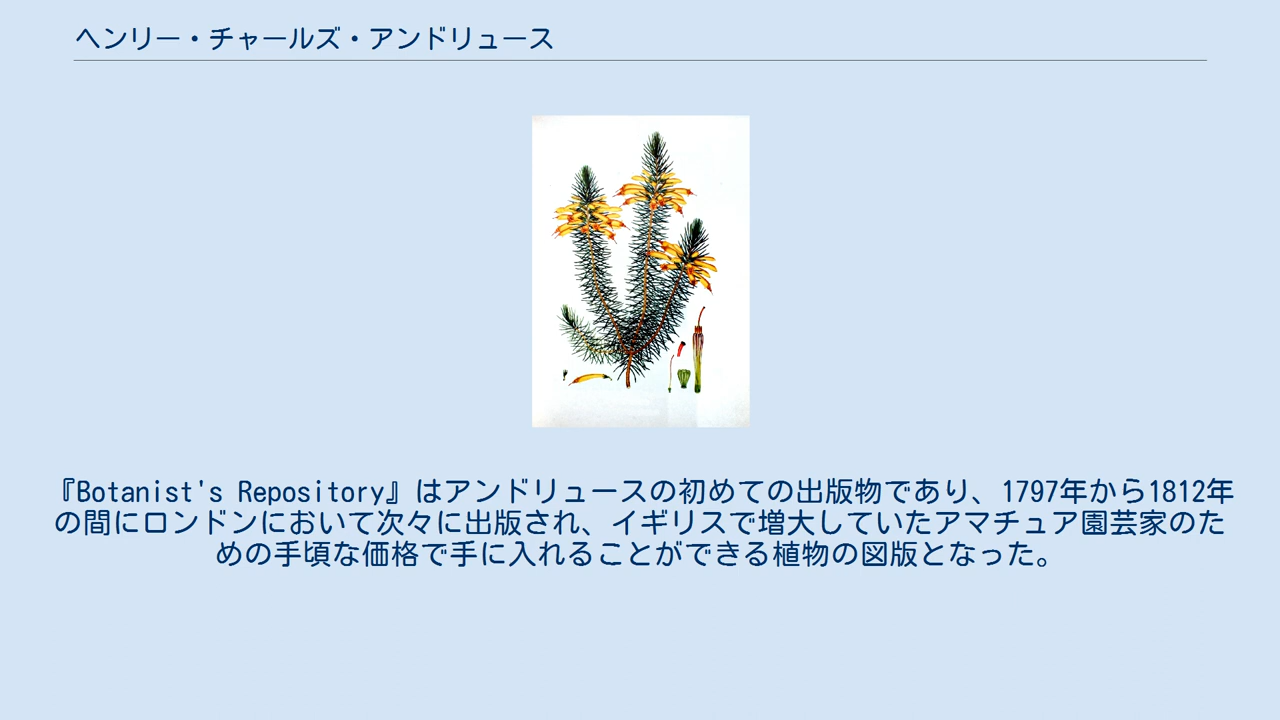 ヘンリー・チャールズ・アンドリュース
『Botanist's Repository』はアンドリュースの初めての出版物であり、1797年から1812年
の間にロンドンにおいて次々に出版され、イギリスで増大していたアマチュア園芸家のた
めの手頃な価格で手に入れることができる植物の図版となった。